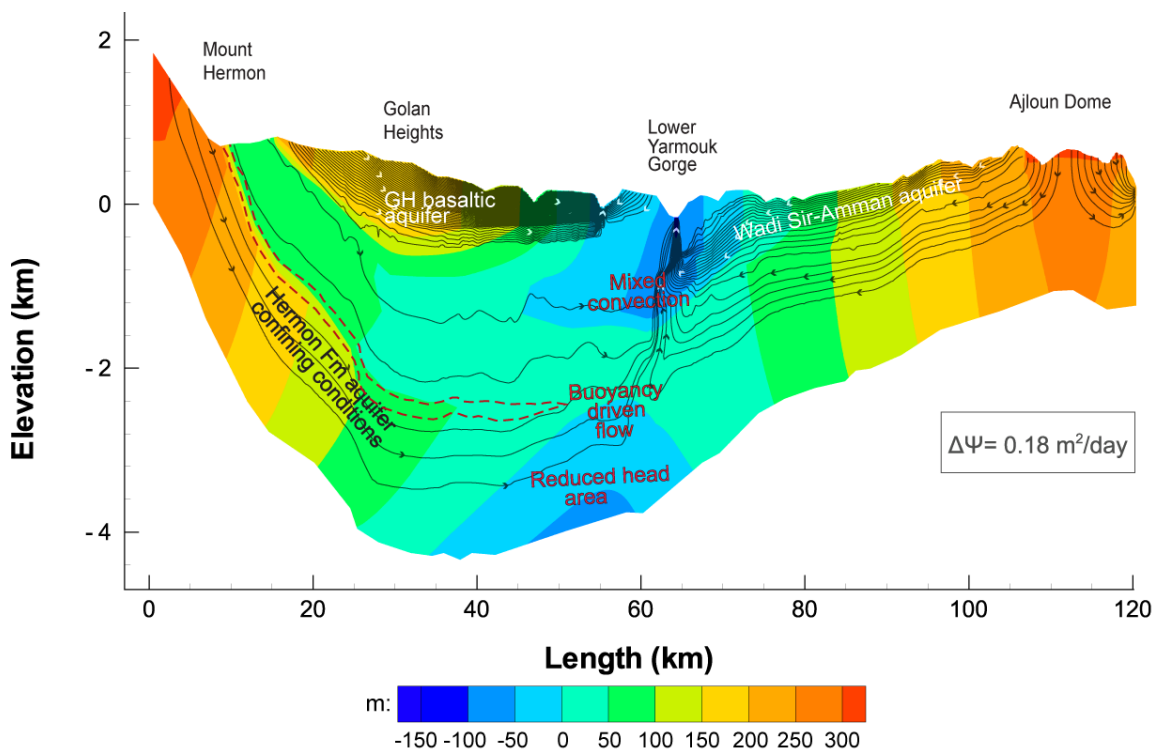 Mount
Hermon
Golan
Heights
Lower
Yarmouk
Gorge
Ajloun Dome
2
0
- 2
- 4
Elevation (km)
GH basaltic
aquifer
Wadi Sir-Amman aquifer
Mixed
convection
Hermon Fm aquifer
confining conditions
Buoyancy
driven
flow
Reduced head
area
ΔΨ= 0.18 m²/day
0 20 40 60 80 100 120
Length (km)
m:
-150 -100 -50 0 50 100 150 200 250 300